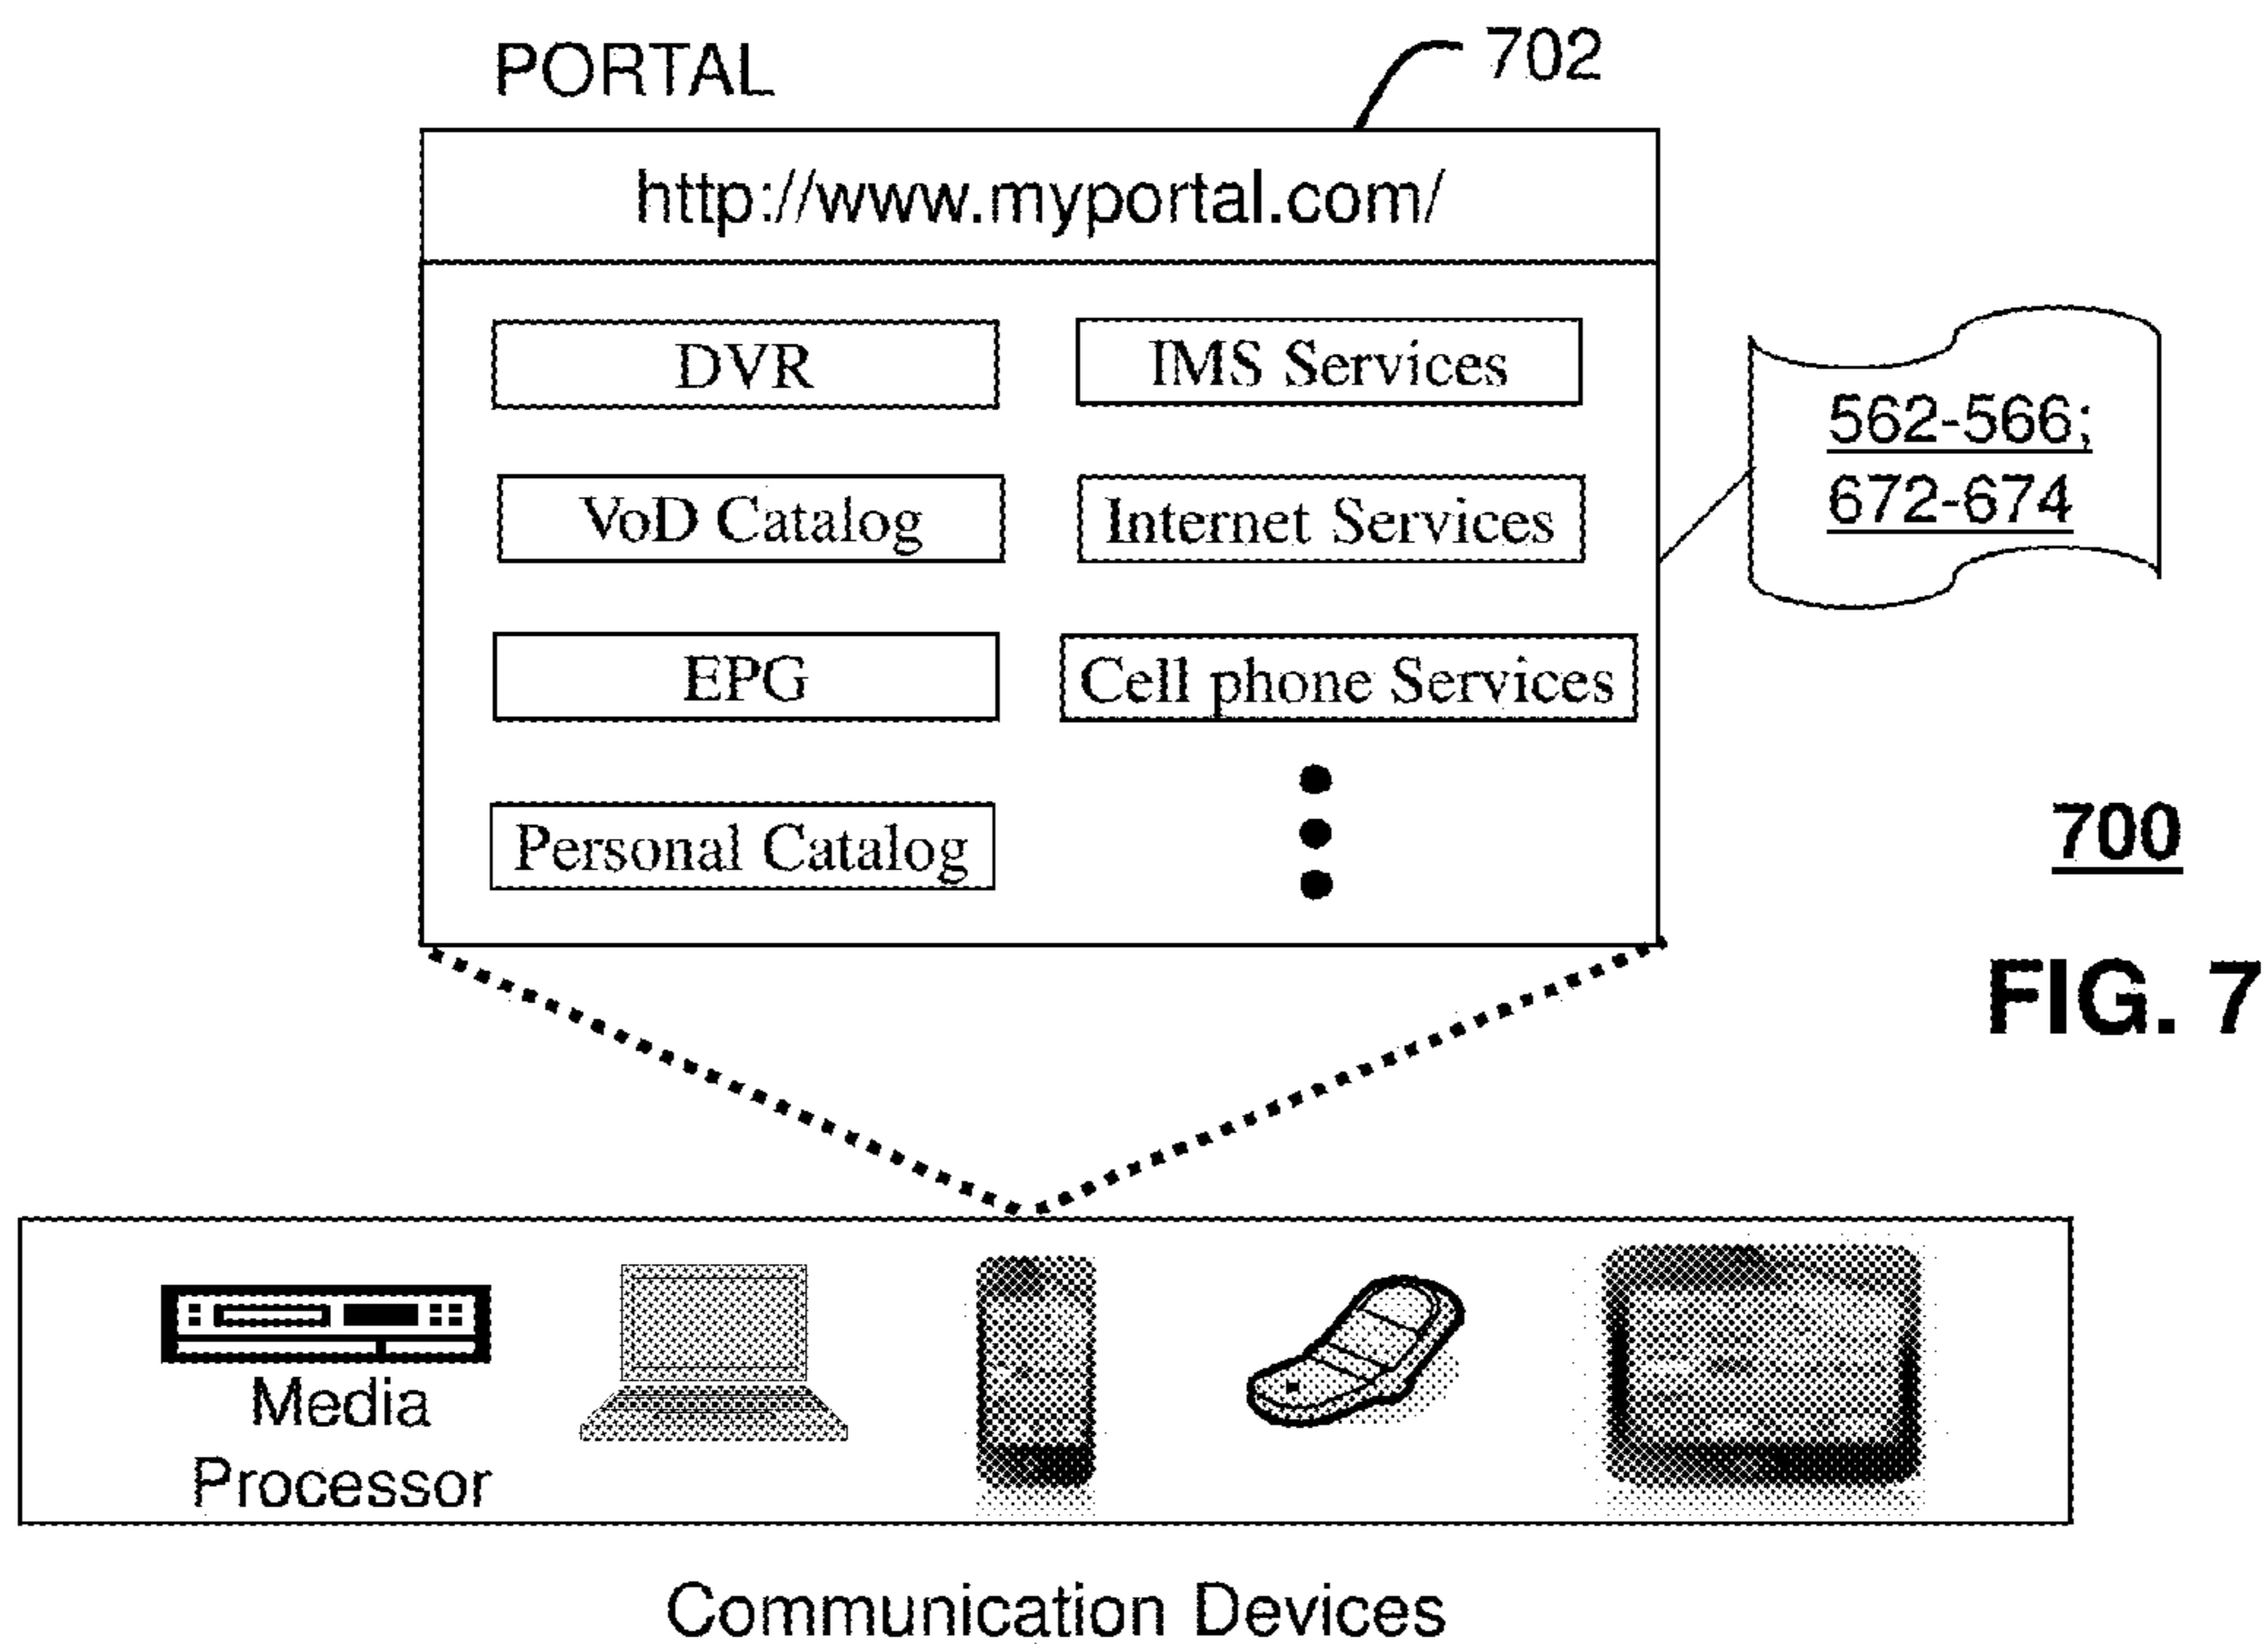 PORTAL
702
http://www.myportal.com/
DVR
IMS Services
VoD Catalog
Internet Services
EPG
Cell phone Services
Personal Catalog
562-566;
672-674
700
FIG. 7
Media
Processor
Communication Devices